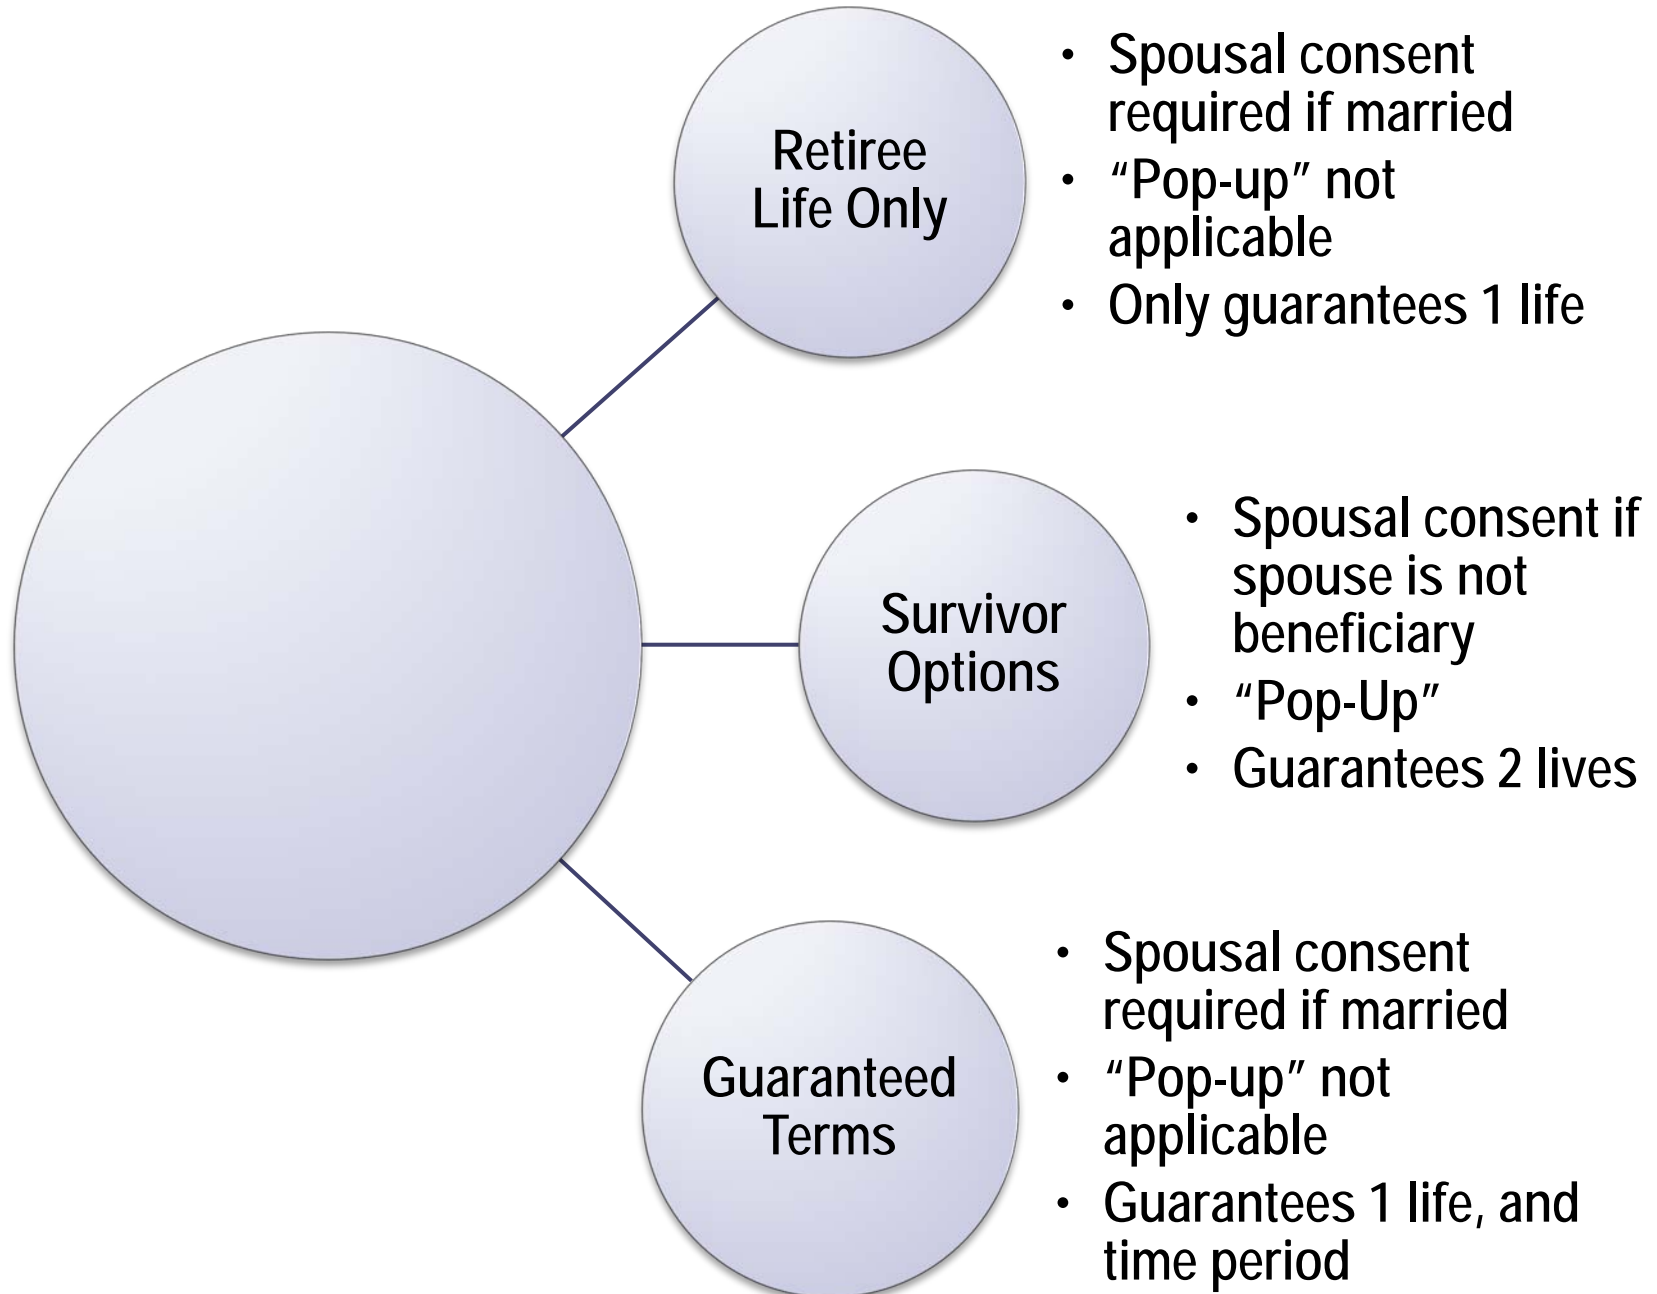 Retiree
Life Only
• Spousal consent
required if married
• “Pop-up” not
applicable
• Only guarantees 1 life
Survivor
Options
• Spousal consent if
spouse is not
beneficiary
• “Pop-Up”
• Guarantees 2 lives
Guaranteed
Terms
• Spousal consent
required if married
• “Pop-up” not
applicable
• Guarantees 1 life, and
time period